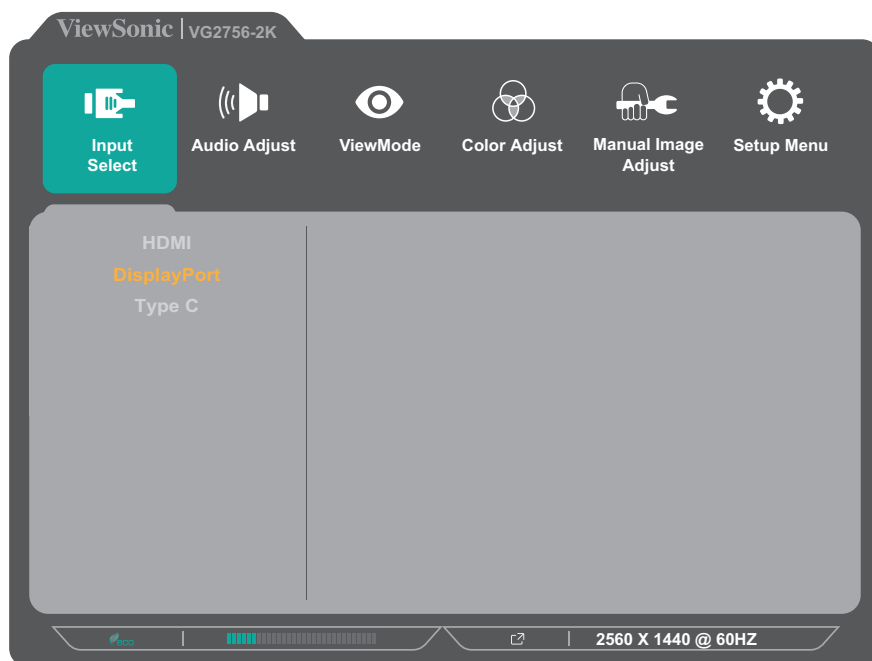 ViewSonic VG2756-2K
Input Select
Audio Adjust
ViewMode
Color Adjust
Manual Image Adjust
Setup Menu
HDMI
DisplayPort
Type C
eco
2560 X 1440 @ 60HZ